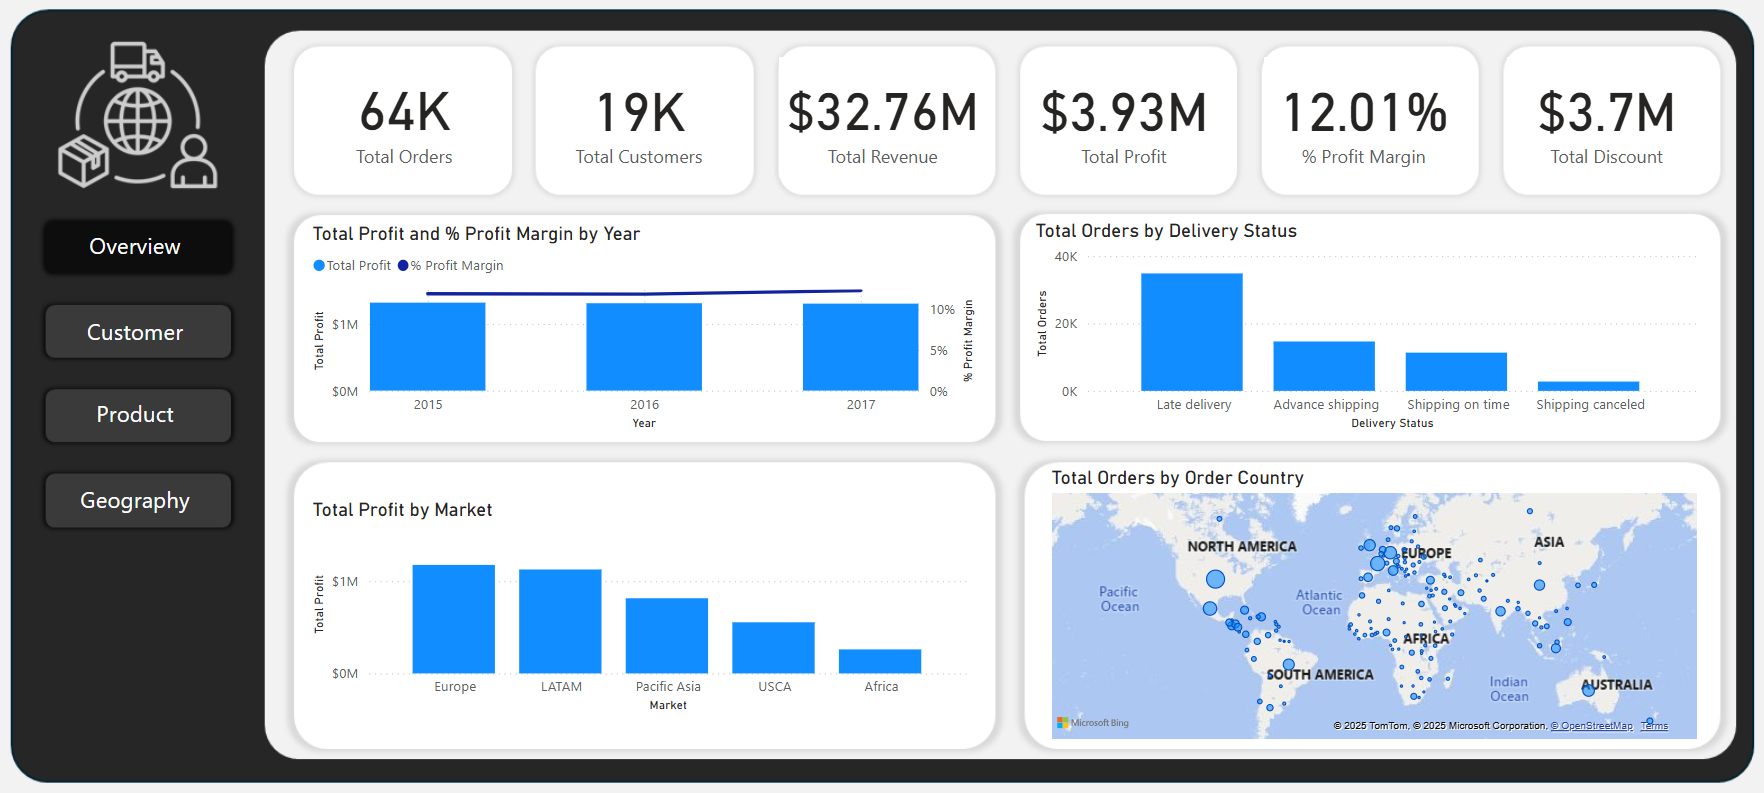 64K
Total Orders
19K
Total Customers
$32.76M
Total Revenue
$3.93M
Total Profit
12.01%
% Profit Margin
$3.7M
Total Discount
Overview
Customer
Product
Geography
Total Profit and % Profit Margin by Year
Total Profit % Profit Margin
Total Profit
$1M
$0M
10%
5%
0%
% Profit Margin
2015 2016 2017
Year
Total Orders by Delivery Status
Total Orders
40K
20K
0K
Late delivery Advance shipping Shipping on time Shipping canceled
Delivery Status
Total Profit by Market
Total Profit
$1M
$0M
Europe LATAM Pacific Asia USCA Africa
Market
Total Orders by Order Country
NORTH AMERICA
EUROPE
ASIA
Pacific
Ocean
Atlantic
Ocean
AFRICA
SOUTH AMERICA
Indian
Ocean
AUSTRALIA
Microsoft Bing
© 2025 TomTom, © 2025 Microsoft Corporation, © OpenStreetMap Terms